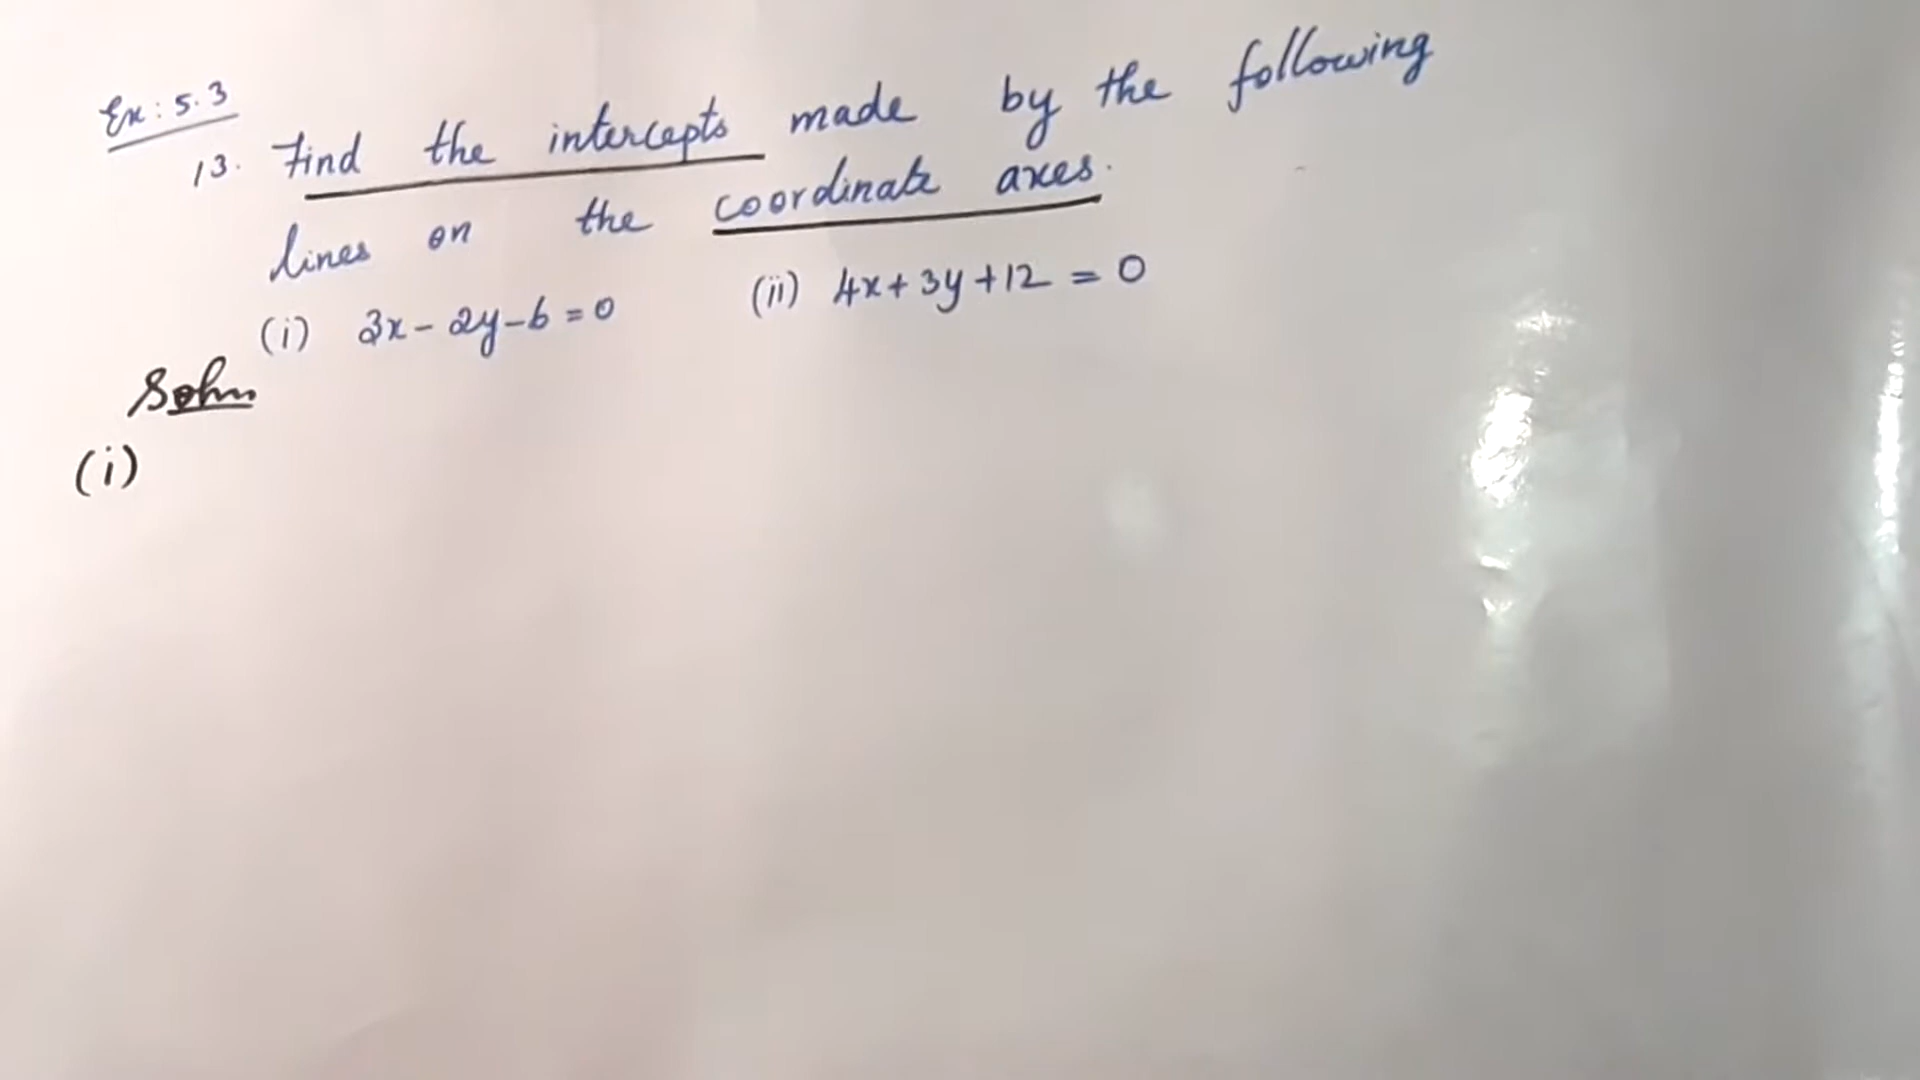 Ex: 5.3
13. Find the intercepts made by the following
lines on the coordinate axes.
(i) 3x - 2y - 6 = 0 (ii) 4x + 3y + 12 = 0
Soln
(i)